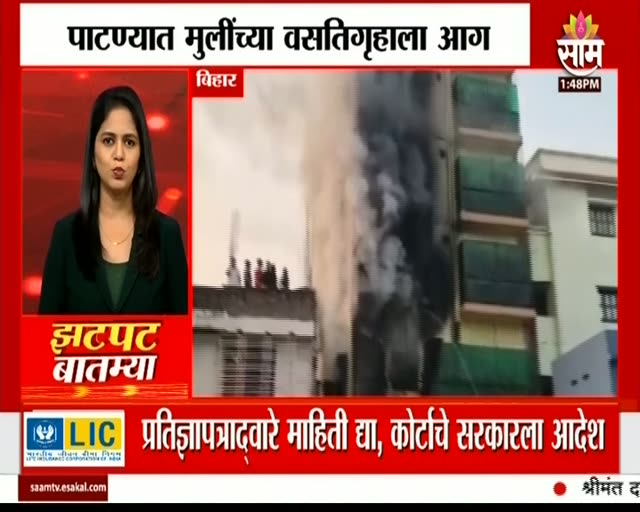 पाटण्यात मुलींच्या वसतिगृहाला आग
साम
1:48PM
बिहार
झटपट
बातम्या
LIC
भारतीय जीवन बीमा निगम
LIFE INSURANCE CORPORATION OF INDIA
प्रतिज्ञापत्राद्वारे माहिती द्या, कोर्टाचे सरकारला आदेश
saamtv.esakal.com
श्रीमंत द